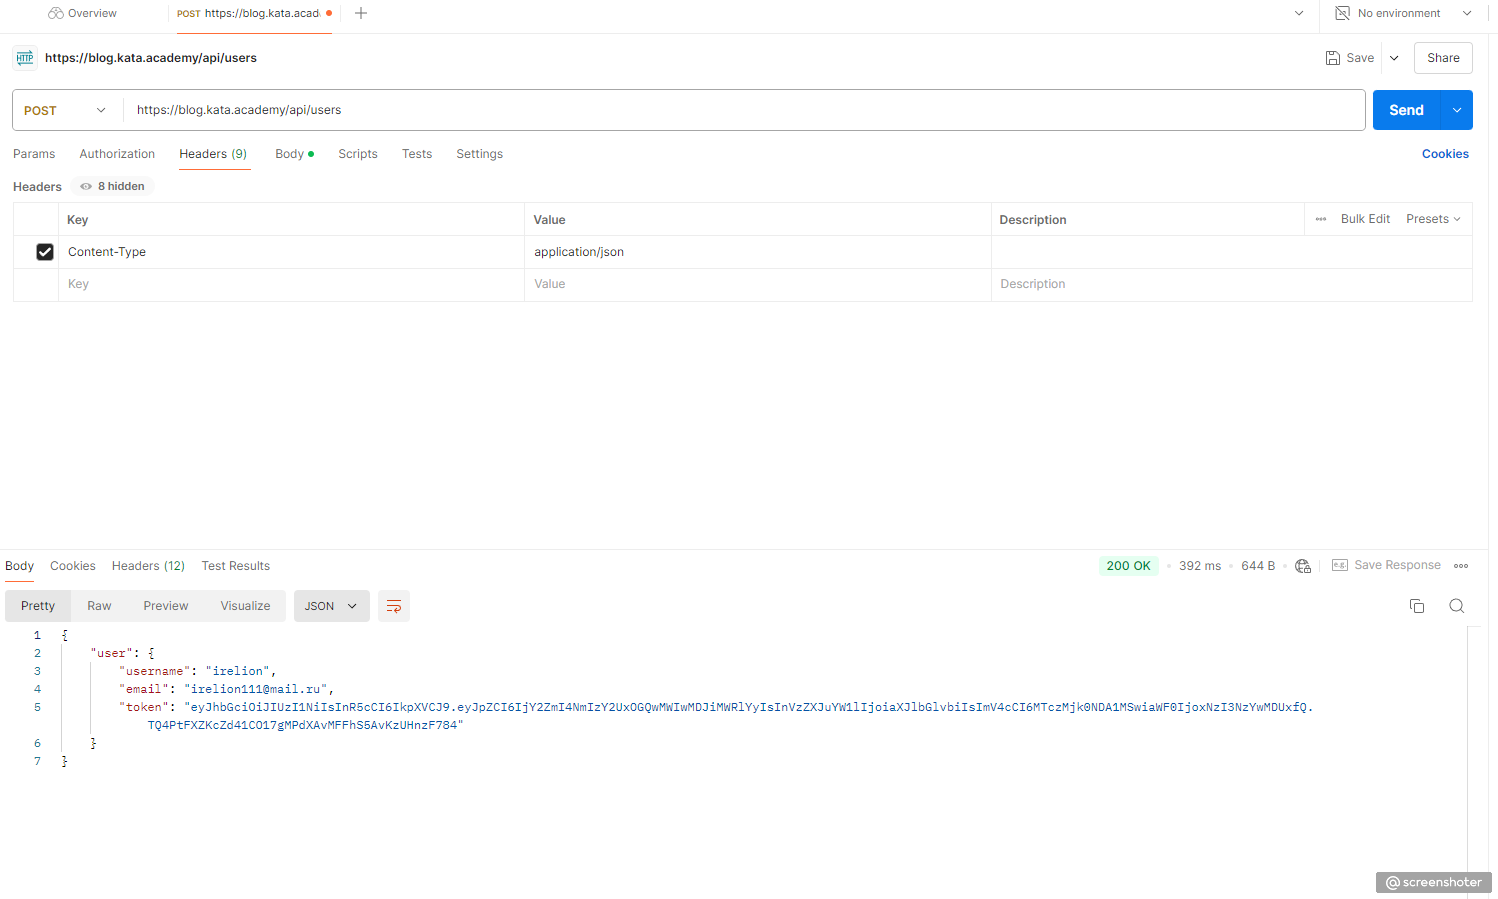 Overview
POST https://blog.kata.acad
No environment
HTTP https://blog.kata.academy/api/users
Save
Share
POST https://blog.kata.academy/api/users
Send
Params Authorization Headers (9) Body Scripts Tests Settings Cookies
Headers 8 hidden
Key Value Description Bulk Edit Presets
Content-Type application/json
Key Value Description
Body Cookies Headers (12) Test Results 200 OK 392 ms 644 B Save Response
Pretty Raw Preview Visualize JSON
1 {
2 "user": {
3 "username": "irelion",
4 "email": "irelion111@mail.ru",
5 "token": "eyJhbGciOiJIUzI1NiIsInR5cCI6IkpXVCJ9.eyJpZCI6IjY2ZmI4NmIzY2UxOGQwMWIwMDJiMWRlYyIsInVzZXJuYW1lIjoiaXJlbGlvbiIsImV4cCI6MTczMjk0NDA1MSwiaWF0IjoxNzI3NzYwMDUxfQ.
TQ4PtFXZKcZd41CO17gMPdXAvMFFhS5AvKzUHnzF784"
6 }
7 }
@screenshoter